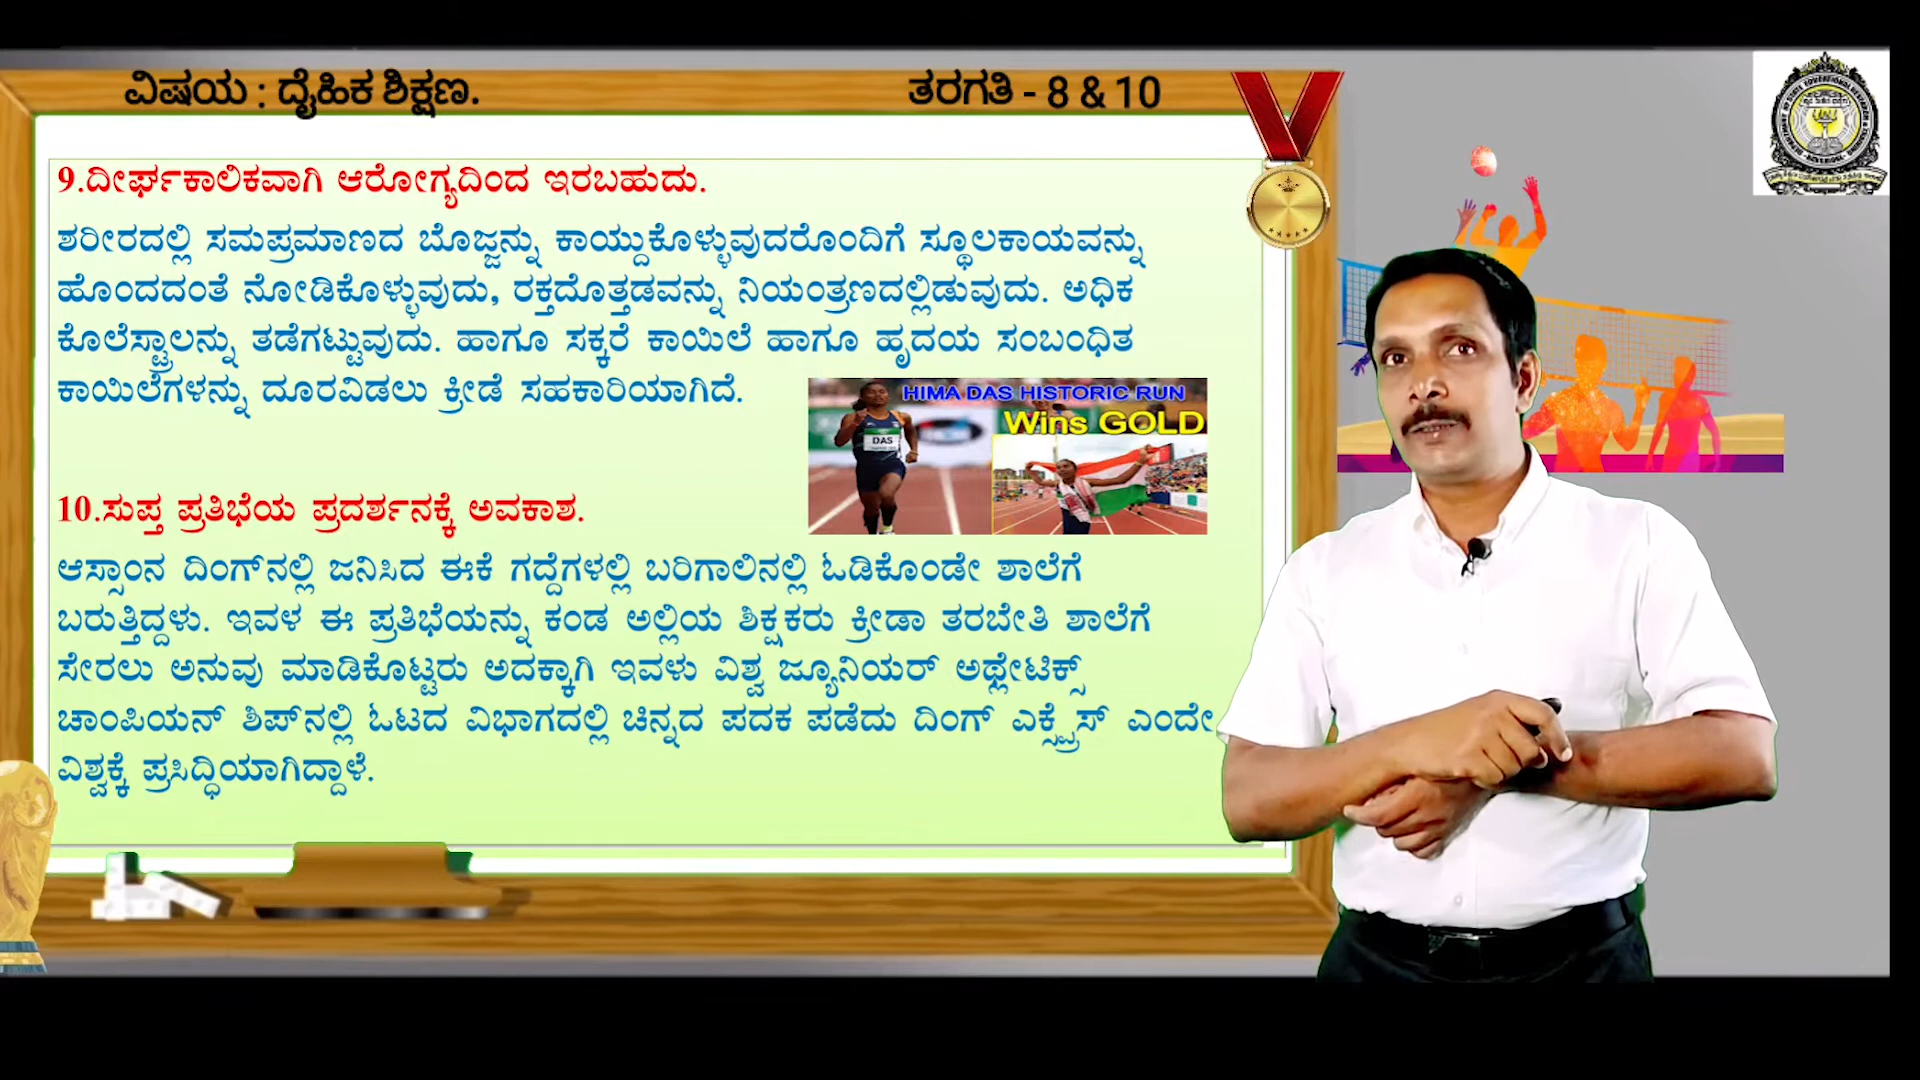 ವಿಷಯ : ದೈಹಿಕ ಶಿಕ್ಷಣ.
ತರಗತಿ - 8 & 10
9.ದೀರ್ಘಕಾಲಿಕವಾಗಿ ಆರೋಗ್ಯದಿಂದ ಇರಬಹುದು.
ಶರೀರದಲ್ಲಿ ಸಮಪ್ರಮಾಣದ ಬೊಜ್ಜನ್ನು ಕಾಯ್ದುಕೊಳ್ಳುವುದರೊಂದಿಗೆ ಸ್ಥೂಲಕಾಯವನ್ನು
ಹೊಂದದಂತೆ ನೋಡಿಕೊಳ್ಳುವುದು, ರಕ್ತದೊತ್ತಡವನ್ನು ನಿಯಂತ್ರಣದಲ್ಲಿಡುವುದು. ಅಧಿಕ
ಕೊಲೆಸ್ಟ್ರಾಲನ್ನು ತಡೆಗಟ್ಟುವುದು. ಹಾಗೂ ಸಕ್ಕರೆ ಕಾಯಿಲೆ ಹಾಗೂ ಹೃದಯ ಸಂಬಂಧಿತ
ಕಾಯಿಲೆಗಳನ್ನು ದೂರವಿಡಲು ಕ್ರೀಡೆ ಸಹಕಾರಿಯಾಗಿದೆ.
HIMA DAS HISTORIC RUN
Wins GOLD
DAS
10.ಸುಪ್ತ ಪ್ರತಿಭೆಯ ಪ್ರದರ್ಶನಕ್ಕೆ ಅವಕಾಶ.
ಆಸ್ಸಾಂನ ದಿಂಗ್‌ನಲ್ಲಿ ಜನಿಸಿದ ಈಕೆ ಗದ್ದೆಗಳಲ್ಲಿ ಬರಿಗಾಲಿನಲ್ಲಿ ಓಡಿಕೊಂಡೇ ಶಾಲೆಗೆ
ಬರುತ್ತಿದ್ದಳು. ಇವಳ ಈ ಪ್ರತಿಭೆಯನ್ನು ಕಂಡ ಅಲ್ಲಿಯ ಶಿಕ್ಷಕರು ಕ್ರೀಡಾ ತರಬೇತಿ ಶಾಲೆಗೆ
ಸೇರಲು ಅನುವು ಮಾಡಿಕೊಟ್ಟರು ಅದಕ್ಕಾಗಿ ಇವಳು ವಿಶ್ವ ಜ್ಯೂನಿಯರ್ ಅಥ್ಲೇಟಿಕ್ಸ್
ಚಾಂಪಿಯನ್ ಶಿಪ್‌ನಲ್ಲಿ ಓಟದ ವಿಭಾಗದಲ್ಲಿ ಚಿನ್ನದ ಪದಕ ಪಡೆದು ದಿಂಗ್ ಎಕ್ಸ್ಪ್ರೆಸ್ ಎಂದೇ
ವಿಶ್ವಕ್ಕೆ ಪ್ರಸಿದ್ಧಿಯಾಗಿದ್ದಾಳೆ.